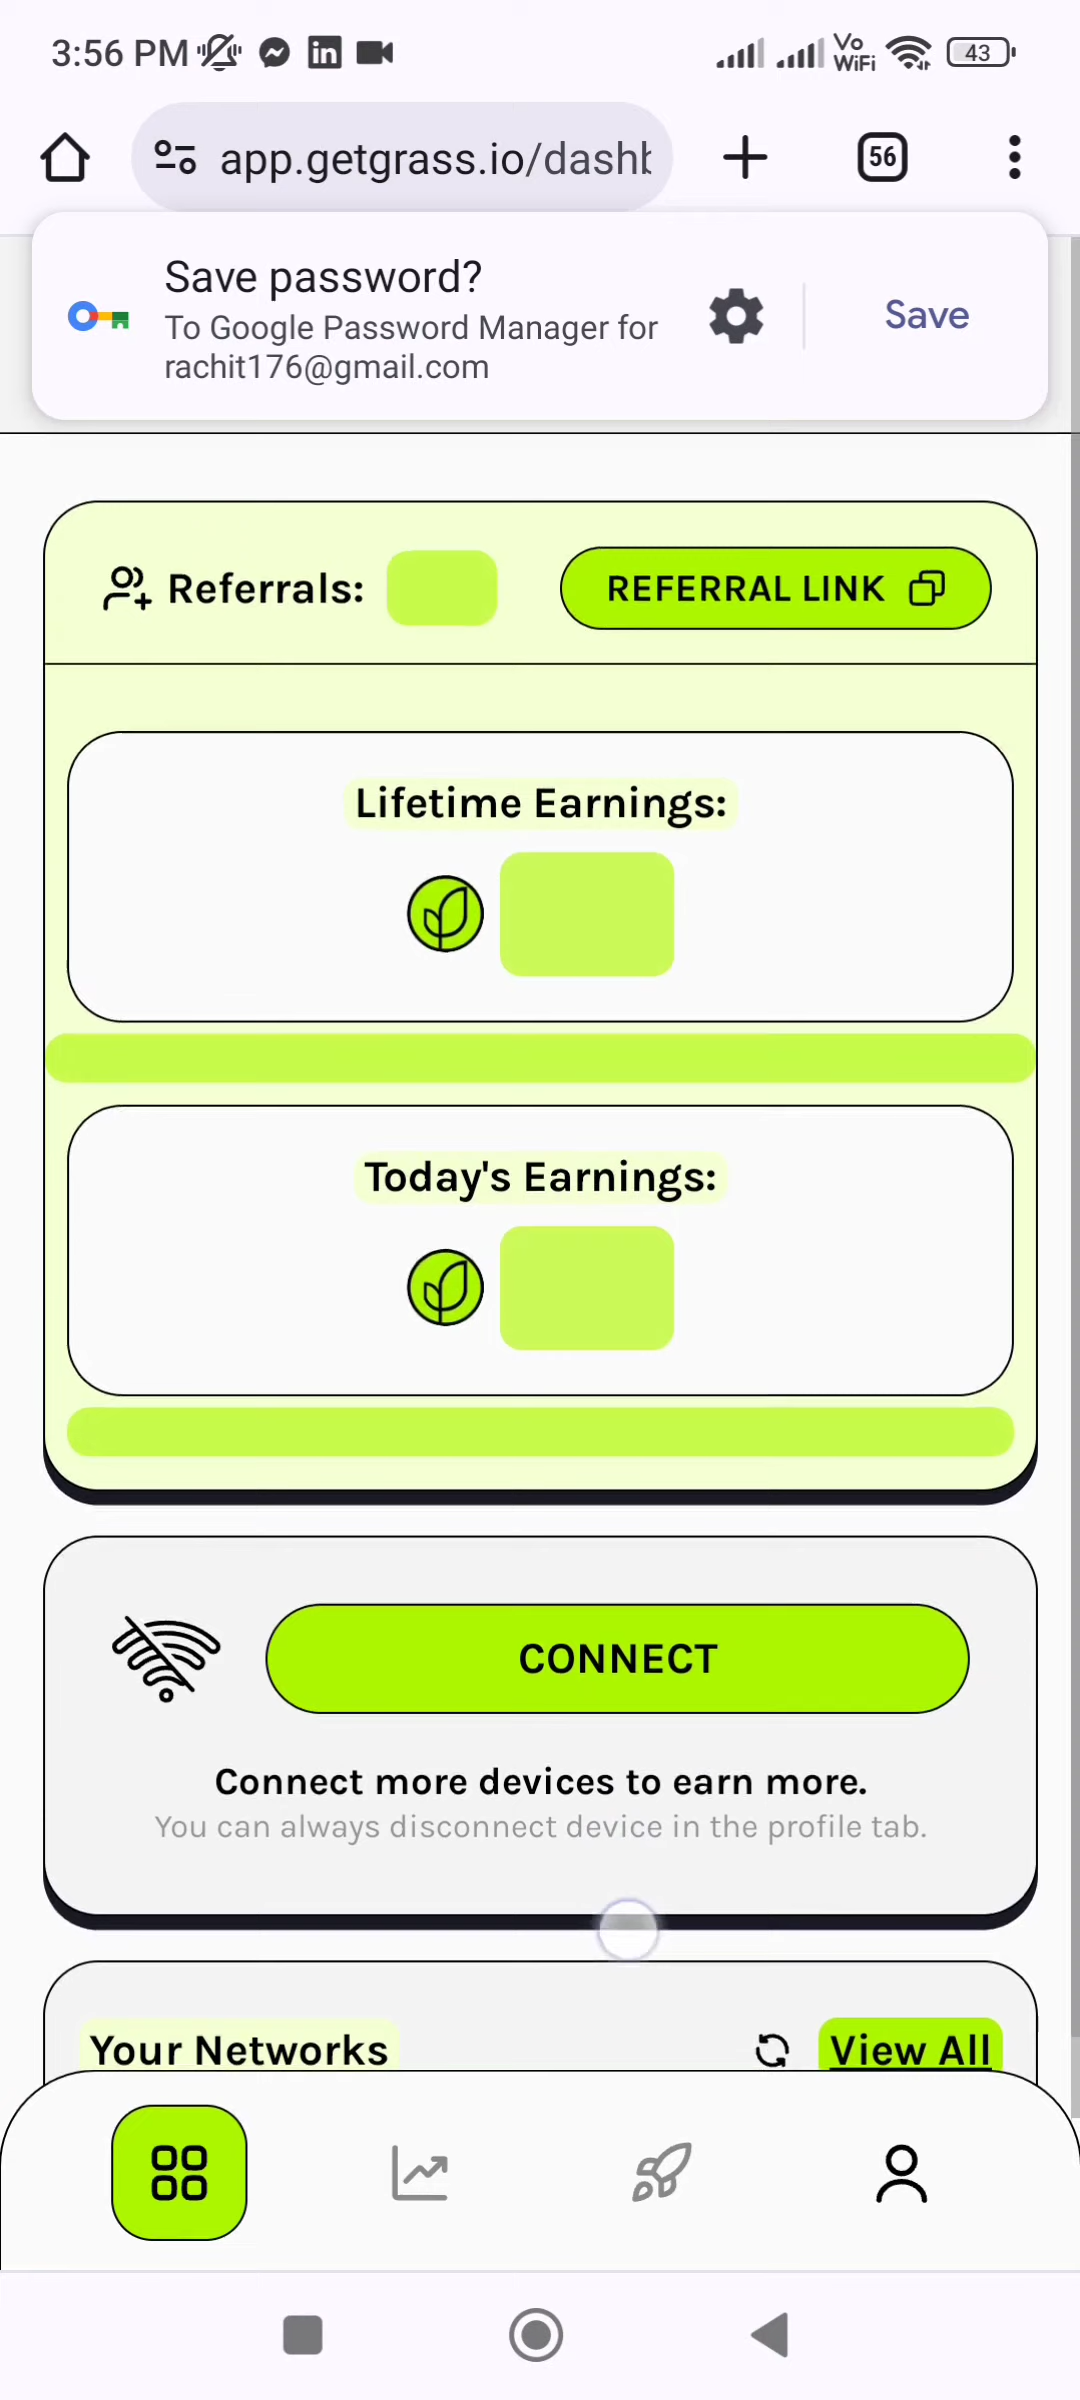 3:56 PM
Vo
WiFi
43
app.getgrass.io/dashb
56
Save password?
To Google Password Manager for
rachit176@gmail.com
Save
Referrals:
REFERRAL LINK
Lifetime Earnings:
Today's Earnings:
CONNECT
Connect more devices to earn more.
You can always disconnect device in the profile tab.
Your Networks
View All